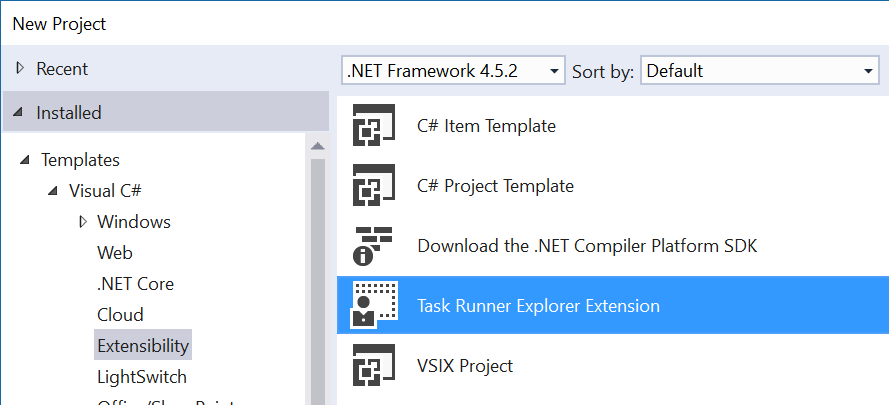 New Project
Recent
.NET Framework 4.5.2
Sort by:
Default
Installed
Templates
Visual C#
Windows
Web
.NET Core
Cloud
Extensibility
LightSwitch
C# Item Template
C# Project Template
Download the .NET Compiler Platform SDK
Task Runner Explorer Extension
VSIX Project